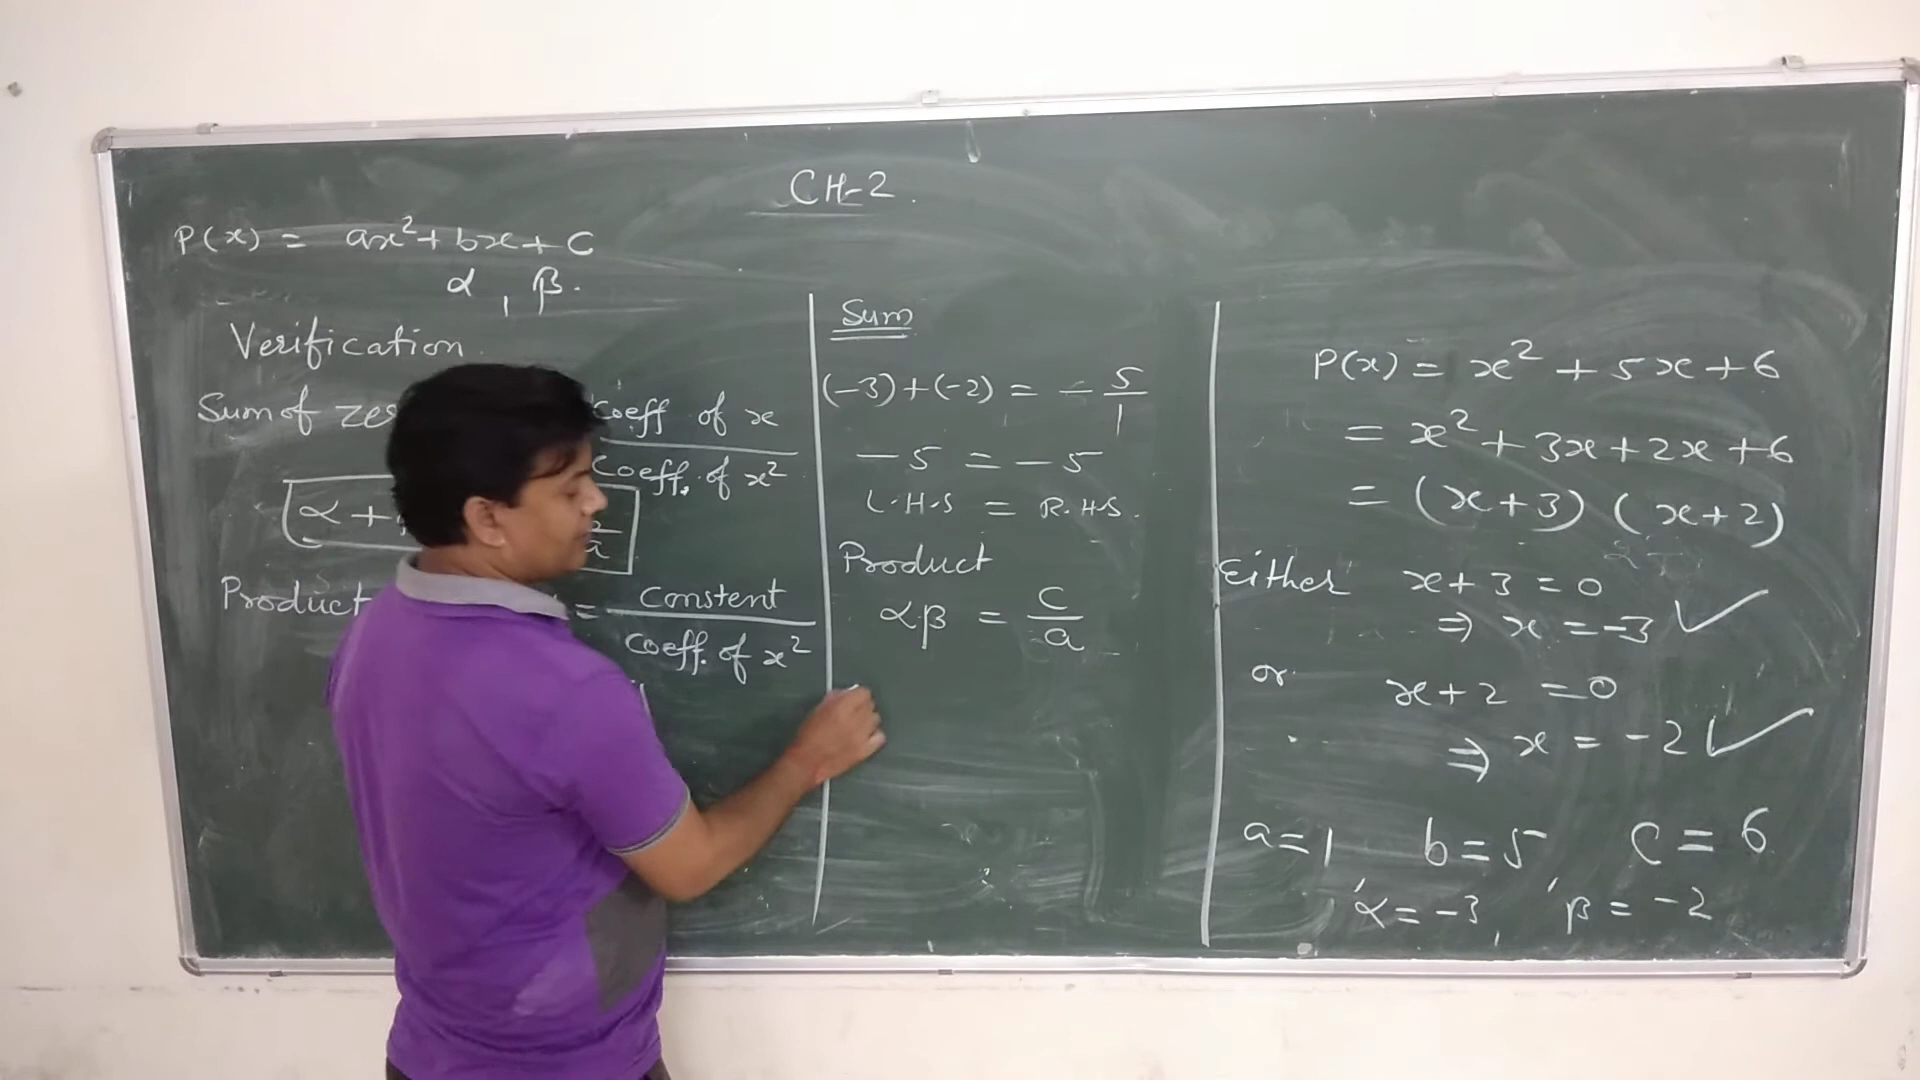 CH-2.
P(x) = ax² + bx + C
α, β.
Verification
Sum of
coeff of x
coeff. of x²
α +
a
Product
= constent
coeff. of x²
Sum
(-3)+(-2) = - 5/1
-5 = -5
L.H.S = R.H.S.
Product
αβ = C/a
P(x) = x² + 5x + 6
= x² + 3x + 2x + 6
= (x+3) (x+2)
Either x+3 = 0
⇒ x = -3 ✓
or x+2 = 0
⇒ x = -2 ✓
a=1 b=5 C=6
α = -3, β = -2